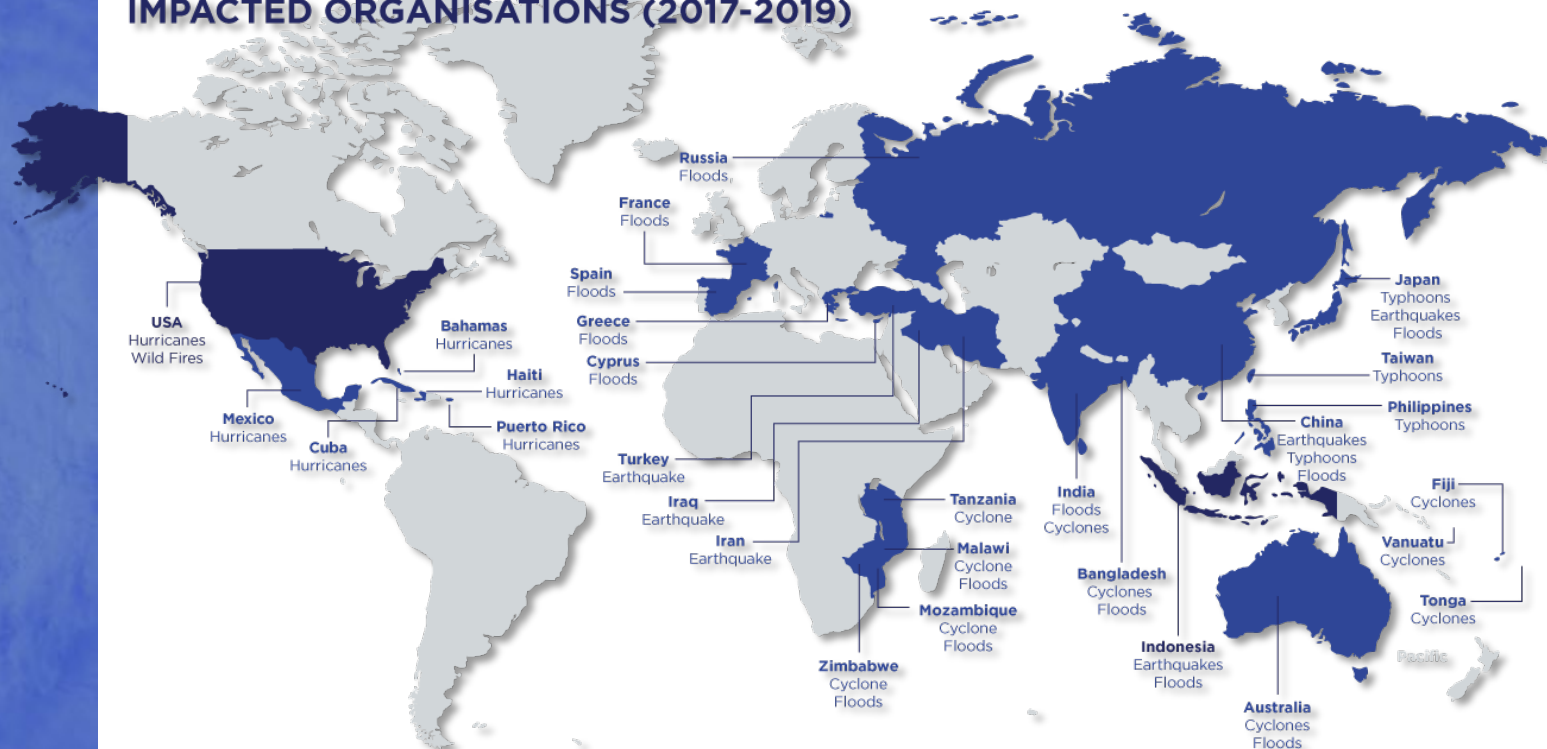 IMPACTED ORGANISATIONS (2017-2019)
Russia
Floods
France
Floods
Spain
Floods
Greece
Floods
Cyprus
Floods
USA
Hurricanes
Wild Fires
Bahamas
Hurricanes
Haiti
Hurricanes
Mexico
Hurricanes
Cuba
Hurricanes
Puerto Rico
Hurricanes
Turkey
Earthquake
Iraq
Earthquake
Iran
Earthquake
Tanzania
Cyclone
Malawi
Cyclone
Floods
Mozambique
Cyclone
Floods
Zimbabwe
Cyclone
Floods
India
Floods
Cyclones
Bangladesh
Cyclones
Floods
Indonesia
Earthquakes
Floods
Australia
Cyclones
Floods
Japan
Typhoons
Earthquakes
Floods
Taiwan
Typhoons
Philippines
Typhoons
China
Earthquakes
Typhoons
Floods
Fiji
Cyclones
Vanuatu
Cyclones
Tonga
Cyclones
Pacific